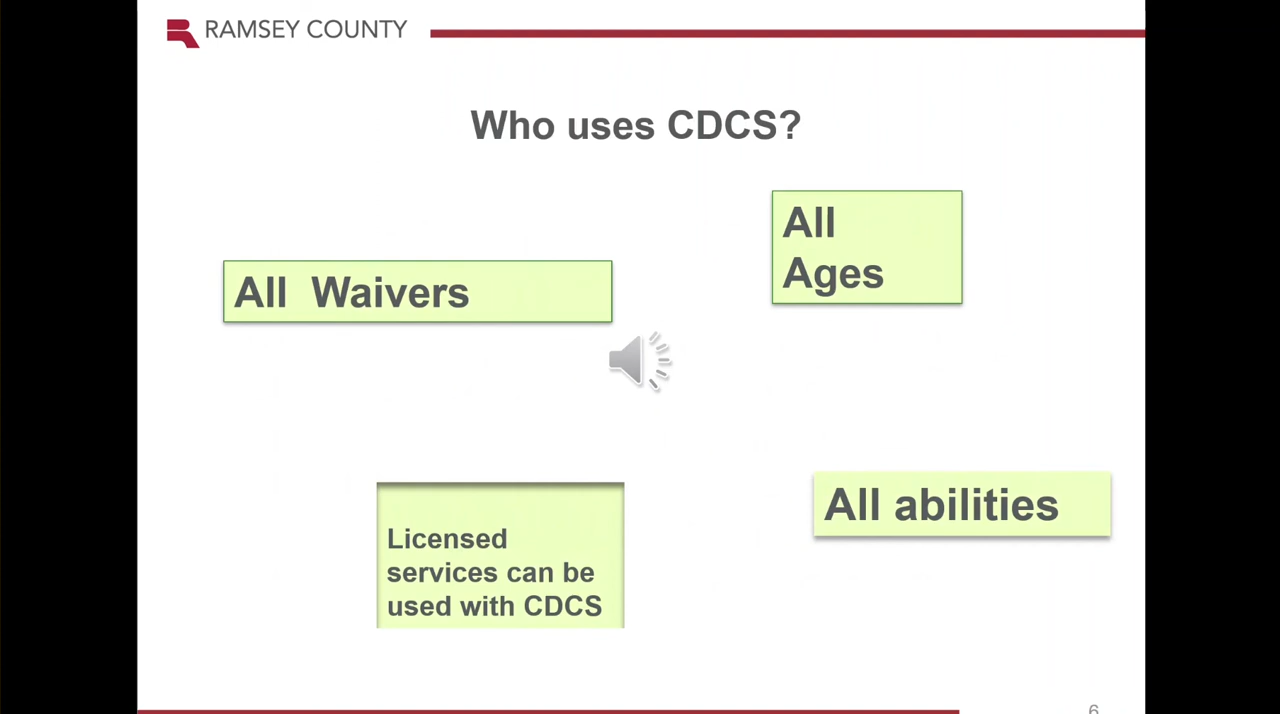 RAMSEY COUNTY
Who uses CDCS?
All
Ages
All Waivers
Licensed
services can be
used with CDCS
All abilities
6